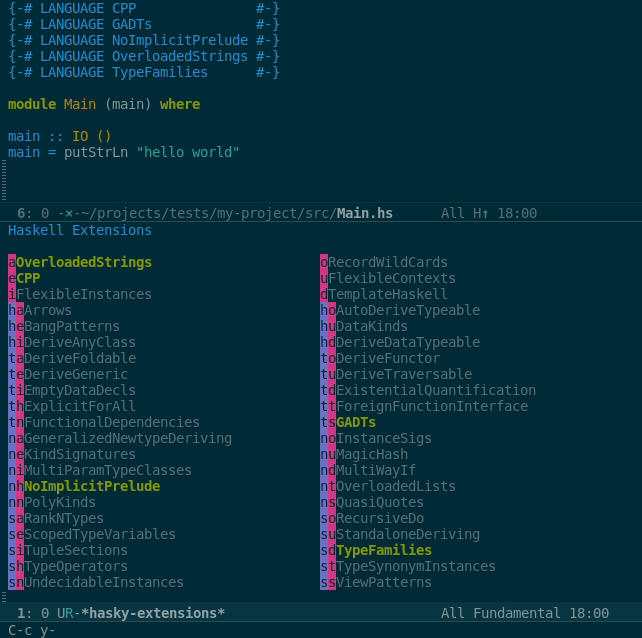 {-# LANGUAGE CPP               #-}
{-# LANGUAGE GADTs             #-}
{-# LANGUAGE NoImplicitPrelude #-}
{-# LANGUAGE OverloadedStrings #-}
{-# LANGUAGE TypeFamilies      #-}
module Main (main) where
main :: IO ()
main = putStrLn "hello world"
6: 0 -×-~/projects/tests/my-project/src/Main.hs      All H↑ 18:00
Haskell Extensions
aOverloadedStrings oRecordWildCards
eCPP uFlexibleContexts
iFlexibleInstances dTemplateHaskell
haArrows hoAutoDeriveTypeable
heBangPatterns huDataKinds
hiDeriveAnyClass hdDeriveDataTypeable
taDeriveFoldable toDeriveFunctor
teDeriveGeneric tuDeriveTraversable
tiEmptyDataDecls tdExistentialQuantification
thExplicitForAll ttForeignFunctionInterface
tnFunctionalDependencies tsGADTs
naGeneralizedNewtypeDeriving noInstanceSigs
neKindSignatures nuMagicHash
niMultiParamTypeClasses ndMultiWayIf
nhNoImplicitPrelude ntOverloadedLists
nnPolyKinds nsQuasiQuotes
saRankNTypes soRecursiveDo
seScopedTypeVariables suStandaloneDeriving
siTupleSections sdTypeFamilies
shTypeOperators stTypeSynonymInstances
snUndecidableInstances ssViewPatterns
1: 0 UR-*hasky-extensions*                           All Fundamental 18:00
C-c y-